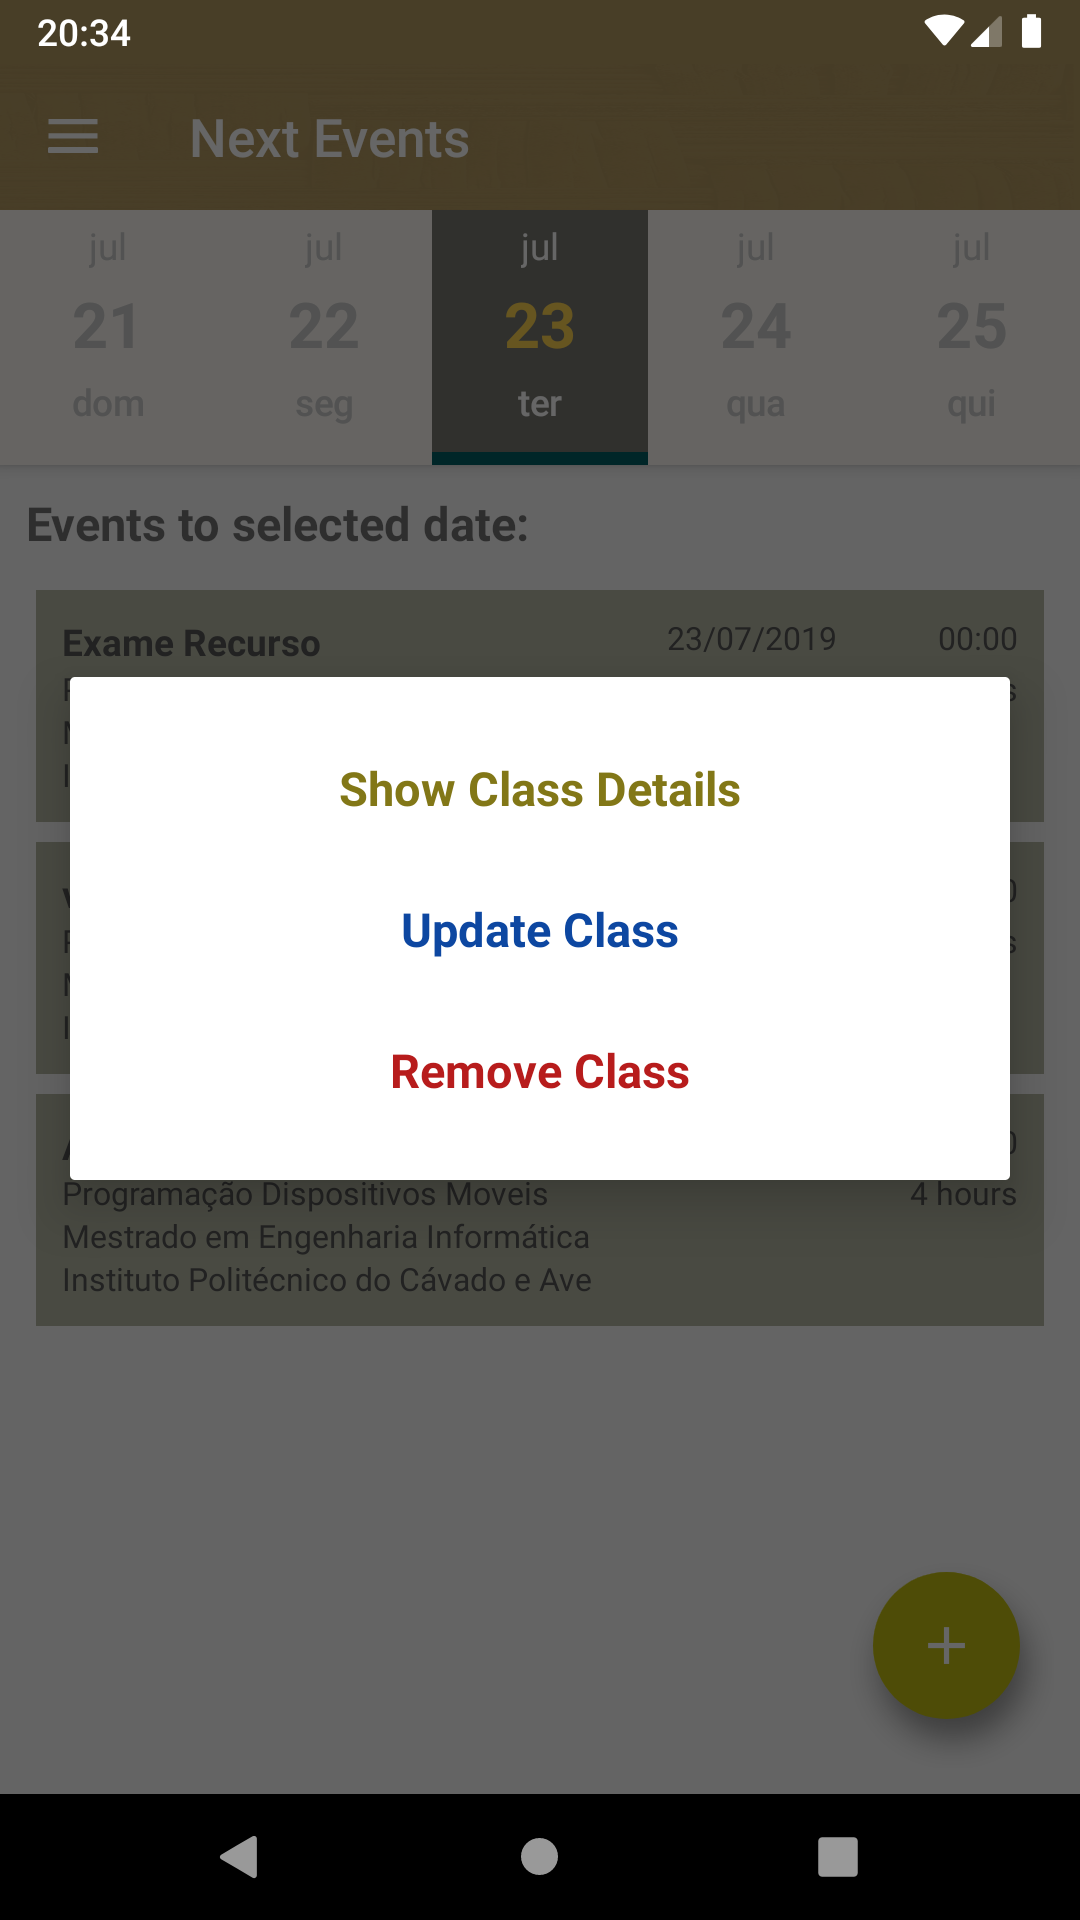 20:34
Next Events
jul jul jul jul jul
21 22 23 24 25
dom seg ter qua qui
Events to selected date:
Exame Recurso 23/07/2019 00:00
Show Class Details
Update Class
Remove Class
Programação Dispositivos Moveis 4 hours
Mestrado em Engenharia Informática
Instituto Politécnico do Cávado e Ave